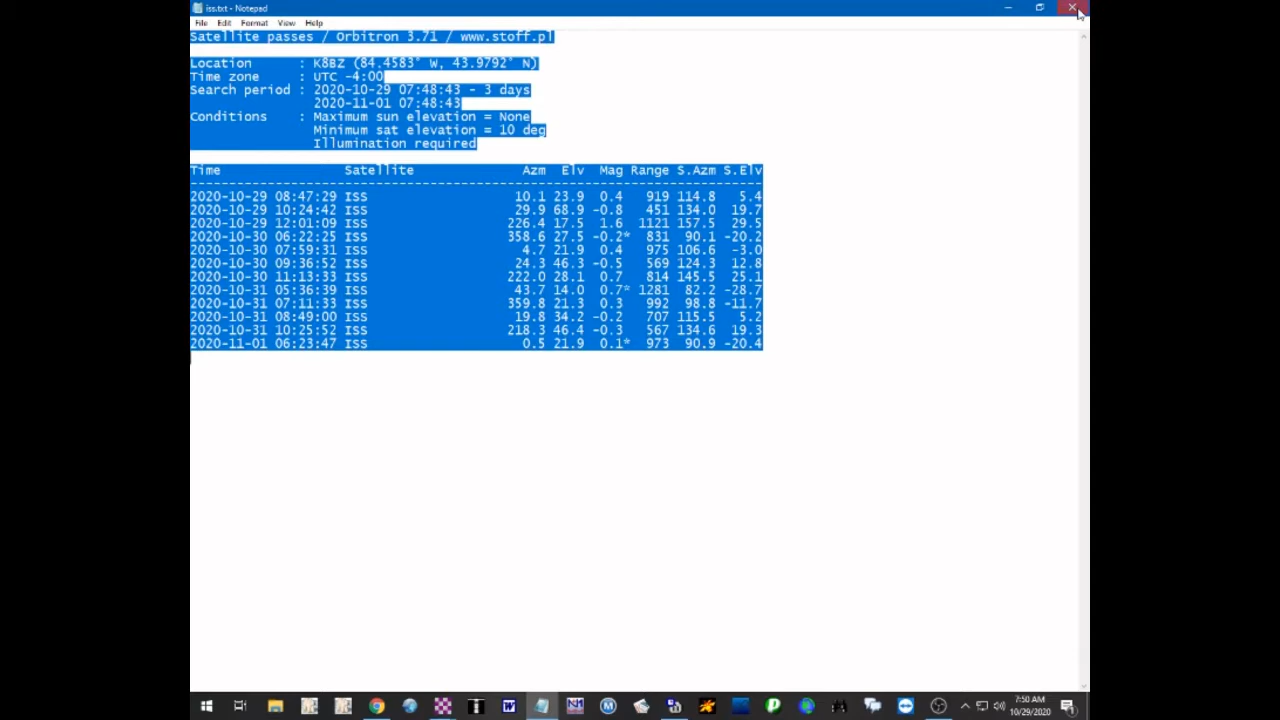 iss.txt - Notepad
File Edit Format View Help
Satellite passes / Orbitron 3.71 / www.stoff.pl
Location : K8BZ (84.4583° W, 43.9792° N)
Time zone : UTC -4:00
Search period : 2020-10-29 07:48:43 - 3 days
2020-11-01 07:48:43
Conditions : Maximum sun elevation = None
Minimum sat elevation = 10 deg
Illumination required
Time Satellite Azm Elv Mag Range S.Azm S.Elv
--------------------------------------------------------------------------
2020-10-29 08:47:29 ISS 10.1 23.9 0.4 919 114.8 5.4
2020-10-29 10:24:42 ISS 29.9 68.9 -0.8 451 134.0 19.7
2020-10-29 12:01:09 ISS 226.4 17.5 1.6 1121 157.5 29.5
2020-10-30 06:22:25 ISS 358.6 27.5 -0.2* 831 90.1 -20.2
2020-10-30 07:59:31 ISS 4.7 21.9 0.4 975 106.6 -3.0
2020-10-30 09:36:52 ISS 24.3 46.3 -0.5 569 124.3 12.8
2020-10-30 11:13:33 ISS 222.0 28.1 0.7 814 145.5 25.1
2020-10-31 05:36:39 ISS 43.7 14.0 0.7* 1281 82.2 -28.7
2020-10-31 07:11:33 ISS 359.8 21.3 0.3 992 98.8 -11.7
2020-10-31 08:49:00 ISS 19.8 34.2 -0.2 707 115.5 5.2
2020-10-31 10:25:52 ISS 218.3 46.4 -0.3 567 134.6 19.3
2020-11-01 06:23:47 ISS 0.5 21.9 0.1* 973 90.9 -20.4
7:50 AM
10/29/2020